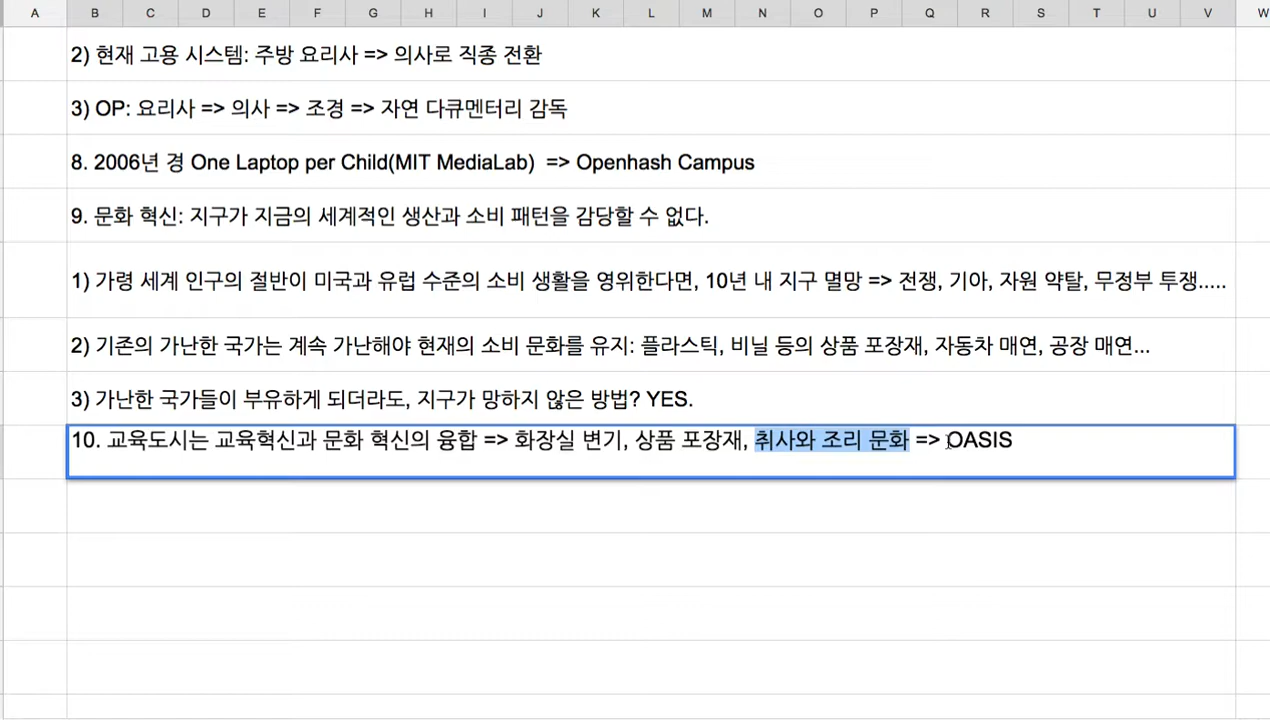 A B C D E F G H I J K L M N O P Q R S T U V W
2) 현재 고용 시스템: 주방 요리사 => 의사로 직종 전환
3) OP: 요리사 => 의사 => 조경 => 자연 다큐멘터리 감독
8. 2006년 경 One Laptop per Child(MIT MediaLab) => Openhash Campus
9. 문화 혁신: 지구가 지금의 세계적인 생산과 소비 패턴을 감당할 수 없다.
1) 가령 세계 인구의 절반이 미국과 유럽 수준의 소비 생활을 영위한다면, 10년 내 지구 멸망 => 전쟁, 기아, 자원 약탈, 무정부 투쟁.....
2) 기존의 가난한 국가는 계속 가난해야 현재의 소비 문화를 유지: 플라스틱, 비닐 등의 상품 포장재, 자동차 매연, 공장 매연...
3) 가난한 국가들이 부유하게 되더라도, 지구가 망하지 않은 방법? YES.
10. 교육도시는 교육혁신과 문화 혁신의 융합 => 화장실 변기, 상품 포장재, 취사와 조리 문화 => OASIS